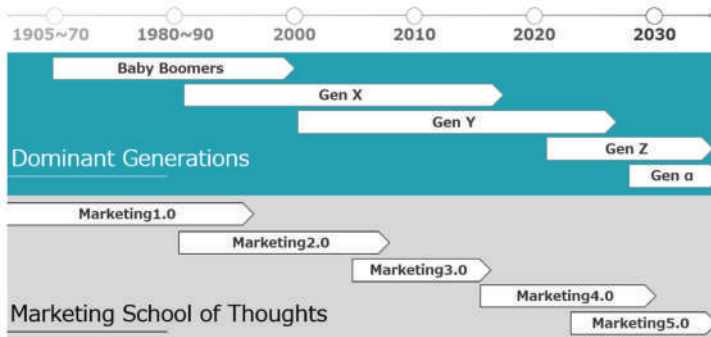 1905~70 1980~90 2000 2010 2020 2030
Baby Boomers
Gen X
Gen Y
Gen Z
Dominant Generations
Gen α
Marketing1.0
Marketing2.0
Marketing3.0
Marketing4.0
Marketing School of Thoughts
Marketing5.0